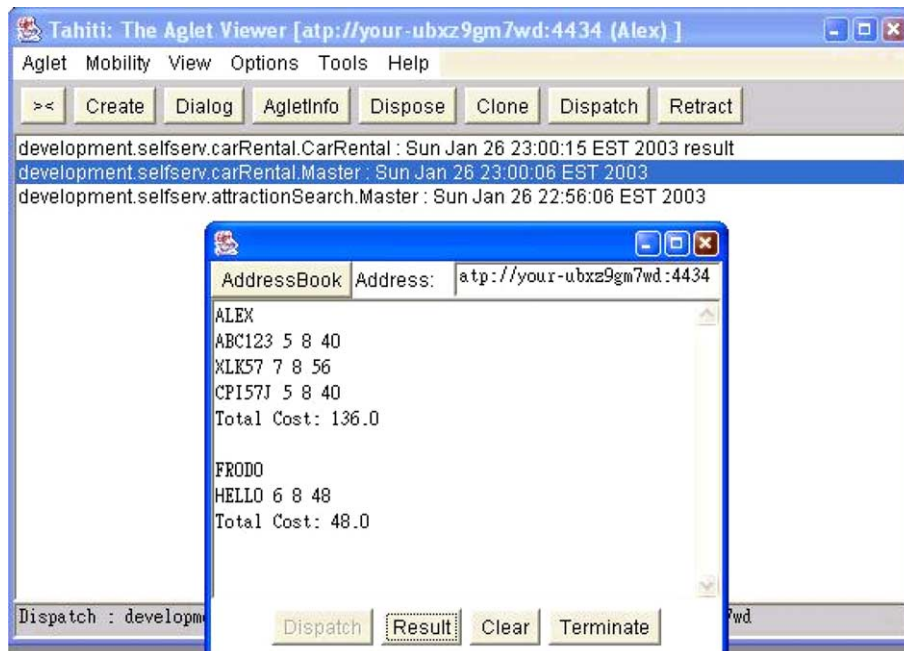 Tahiti: The Aglet Viewer [atp://your-ubxz9gm7wd:4434 (Alex) ]
Aglet Mobility View Options Tools Help
>< Create Dialog AgletInfo Dispose Clone Dispatch Retract
development.selfserv.carRental.CarRental : Sun Jan 26 23:00:15 EST 2003 result
development.selfserv.carRental.Master : Sun Jan 26 23:00:06 EST 2003
development.selfserv.attractionSearch.Master : Sun Jan 26 22:56:06 EST 2003
AddressBook Address: atp://your-ubxz9gm7wd:4434
ALEX
ABC123 5 8 40
XLK57 7 8 56
CPI57J 5 8 40
Total Cost: 136.0
FRODO
HELLO 6 8 48
Total Cost: 48.0
Dispatch Result Clear Terminate
Dispatch : developm 7wd